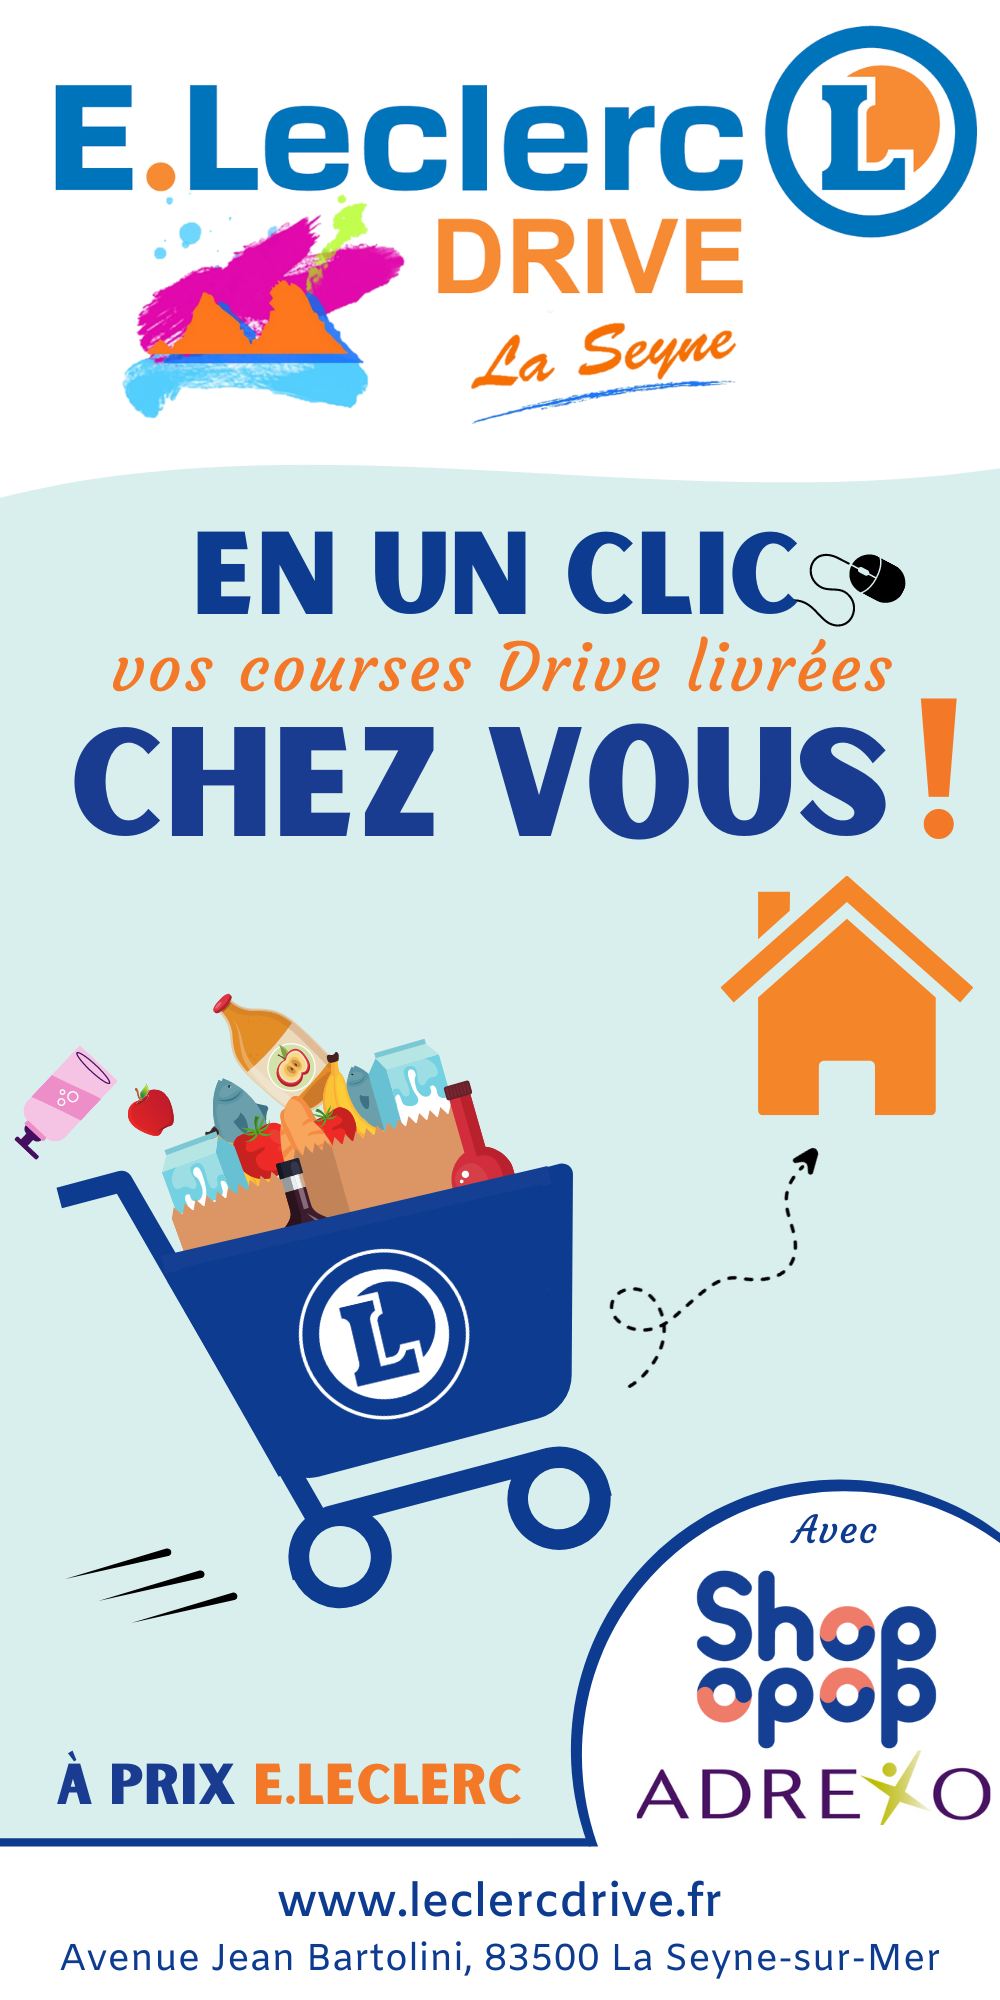 E.Leclerc L
DRIVE
La Seyne
EN UN CLIC
vos courses Drive livrées
CHEZ VOUS !
L
Avec
Shop
opop
ADREXO
À PRIX E.LECLERC
www.leclercdrive.fr
Avenue Jean Bartolini, 83500 La Seyne-sur-Mer